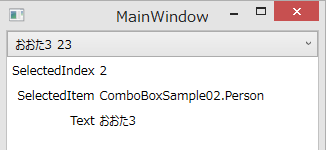 MainWindow
おおた3 23
SelectedIndex 2
SelectedItem ComboBoxSample02.Person
Text おおた3